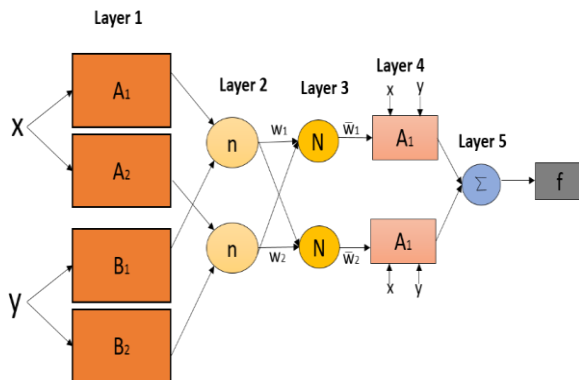 Layer 1
Layer 2
Layer 3
Layer 4
Layer 5
x
y
A₁
A₂
B₁
B₂
n
n
w₁
w₂
N
N
w̅₁
w̅₂
x y
A₁
A₁
x y
Σ
f